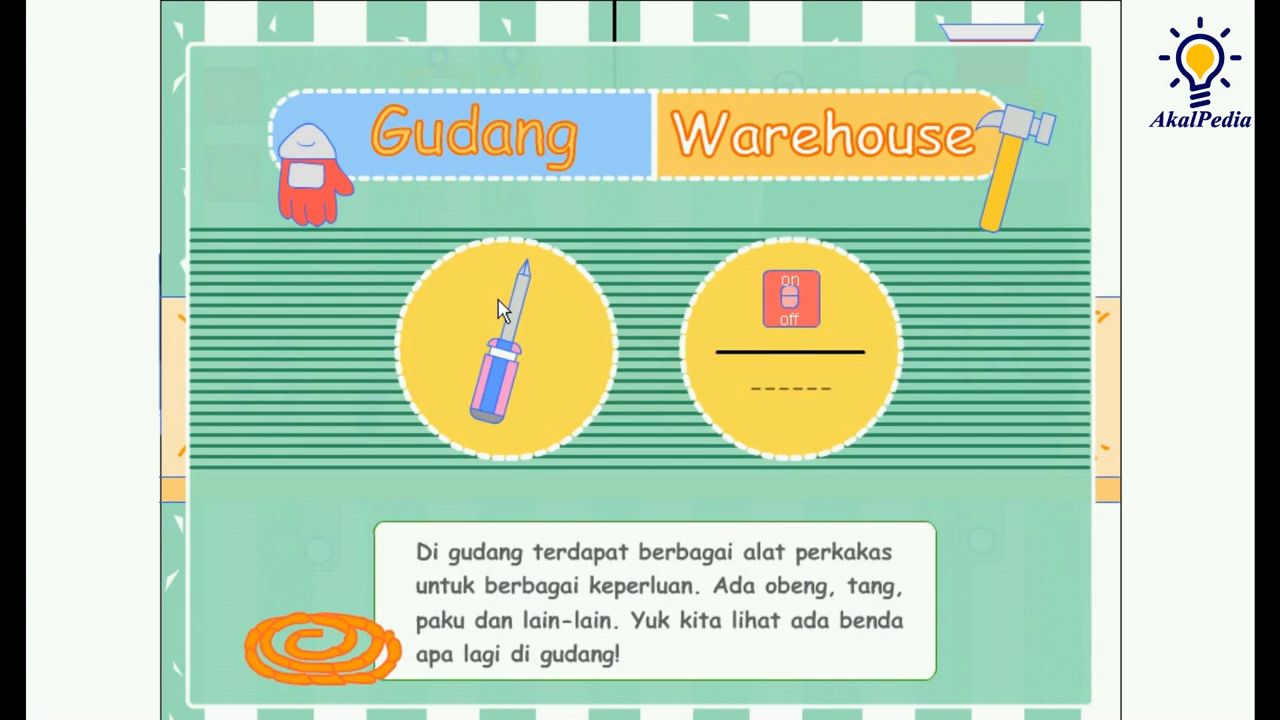 Gudang
Warehouse
AkalPedia
on
off
Di gudang terdapat berbagai alat perkakas
untuk berbagai keperluan. Ada obeng, tang,
paku dan lain-lain. Yuk kita lihat ada benda
apa lagi di gudang!